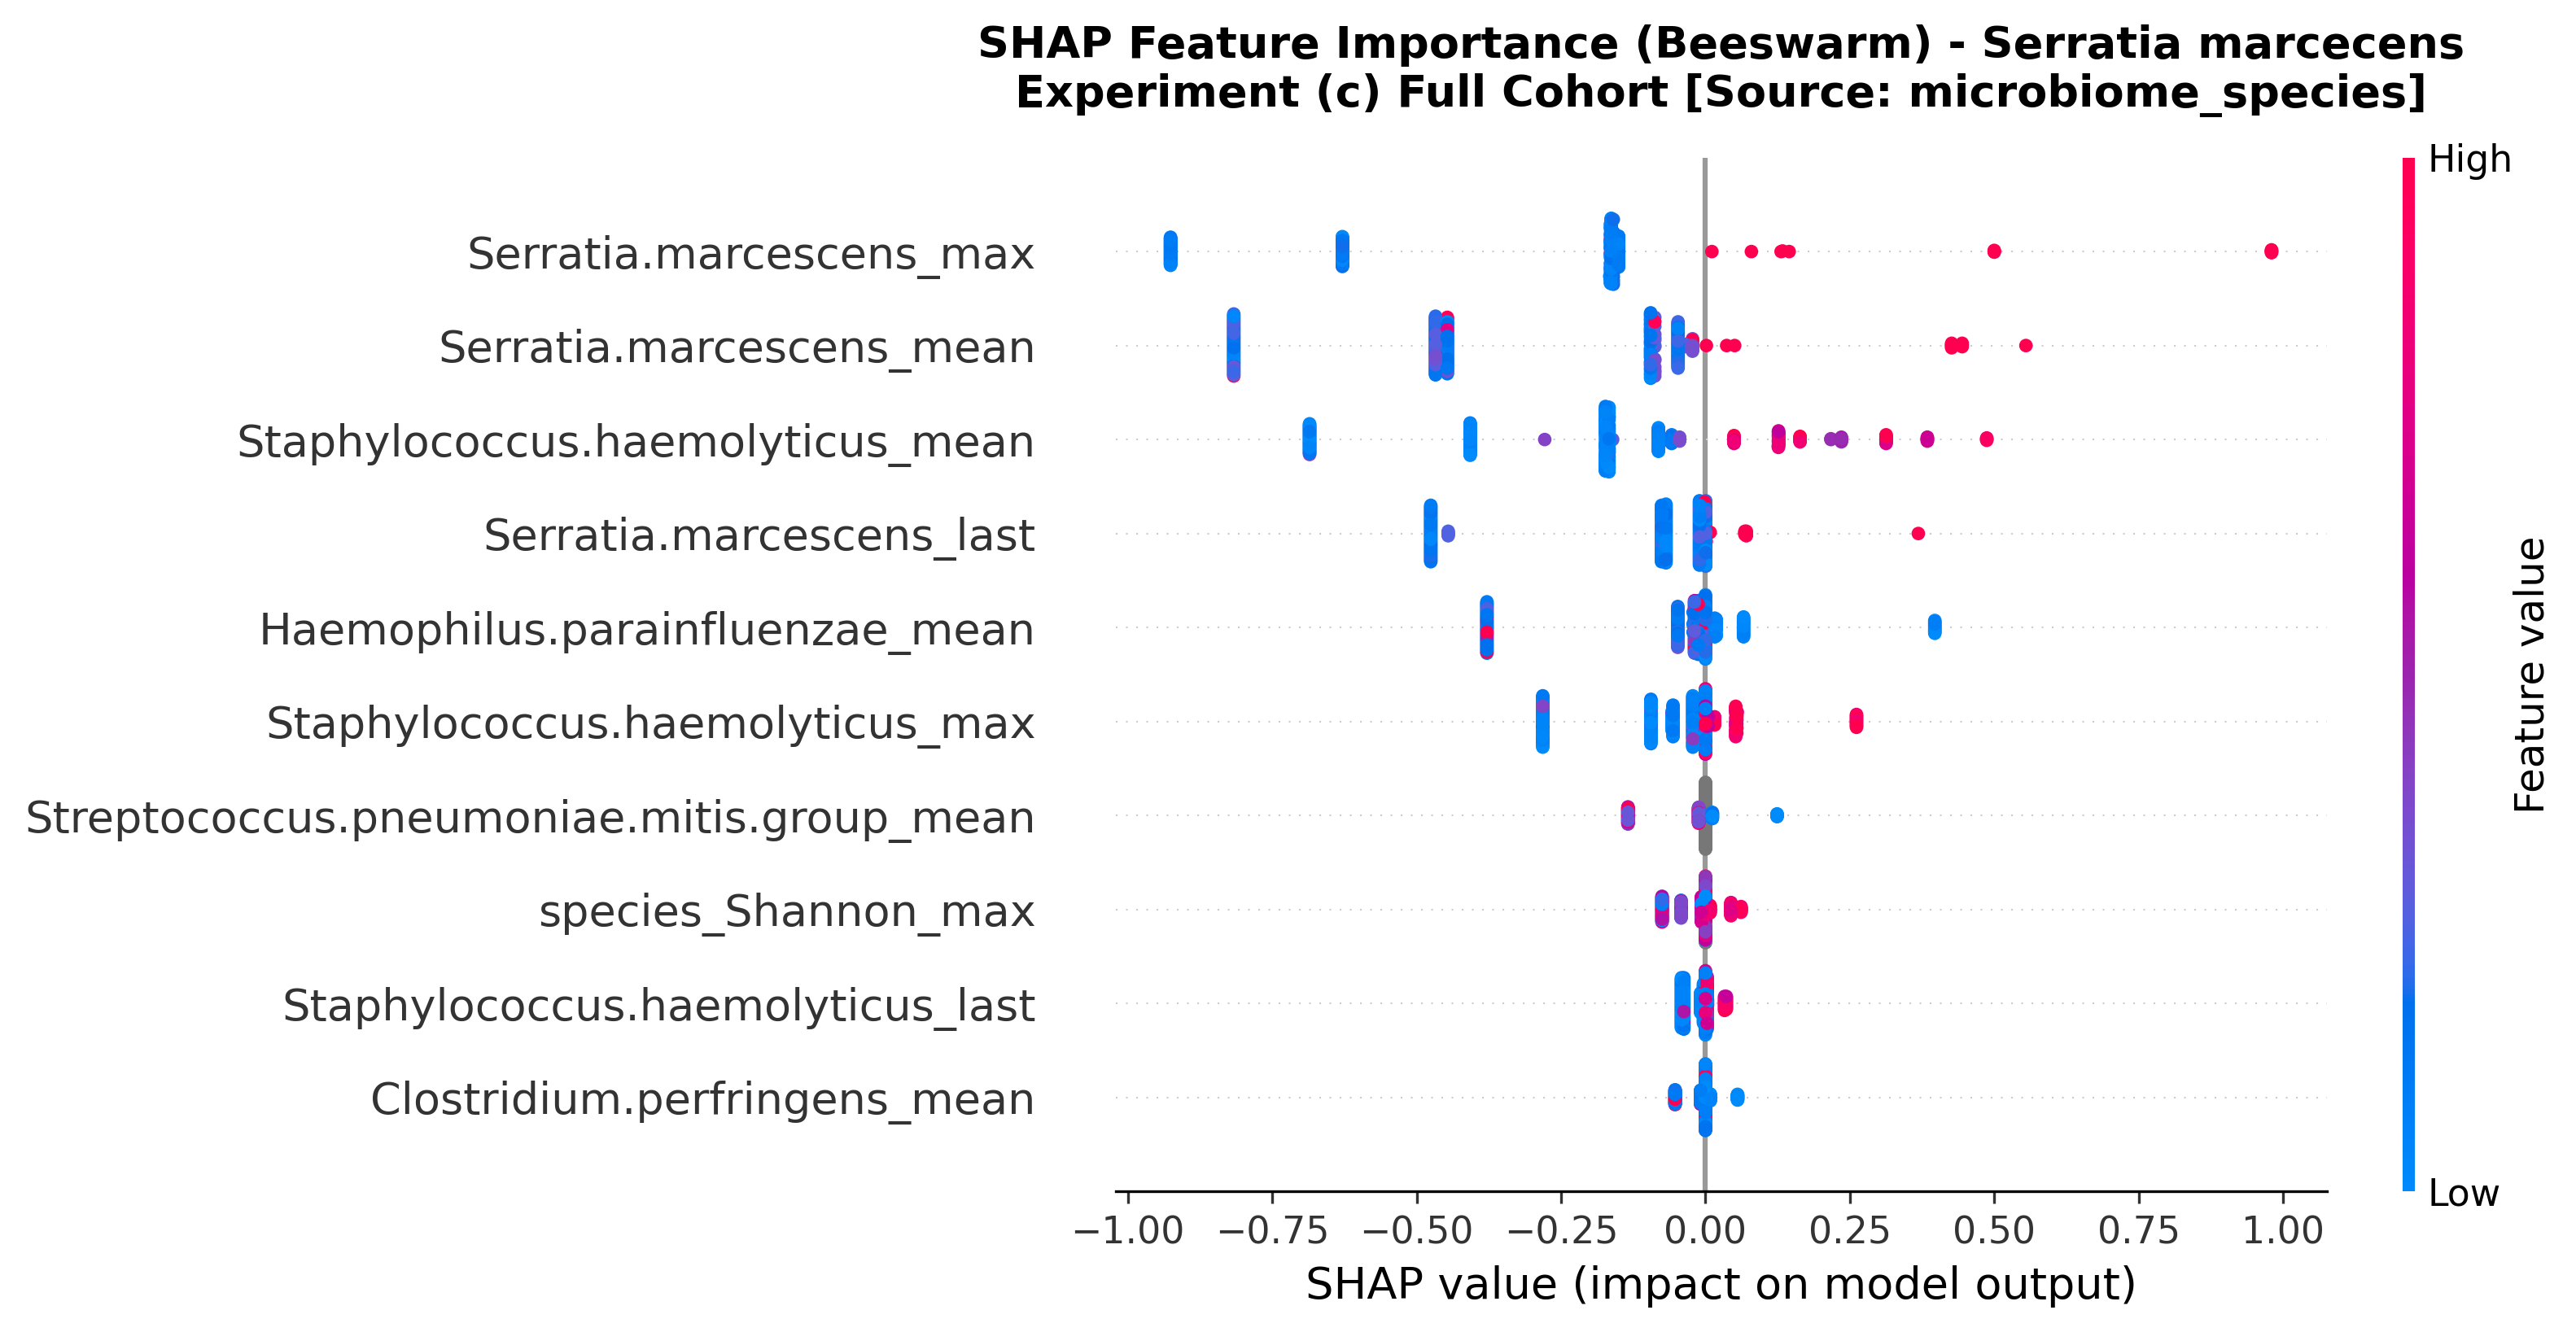 SHAP Feature Importance (Beeswarm) - Serratia marcecens
Experiment (c) Full Cohort [Source: microbiome_species]
High
Serratia.marcescens_max
Serratia.marcescens_mean
Staphylococcus.haemolyticus_mean
Serratia.marcescens_last
Haemophilus.parainfluenzae_mean
Staphylococcus.haemolyticus_max
Streptococcus.pneumoniae.mitis.group_mean
species_Shannon_max
Staphylococcus.haemolyticus_last
Clostridium.perfringens_mean
Feature value
Low
−1.00 −0.75 −0.50 −0.25 0.00 0.25 0.50 0.75 1.00
SHAP value (impact on model output)